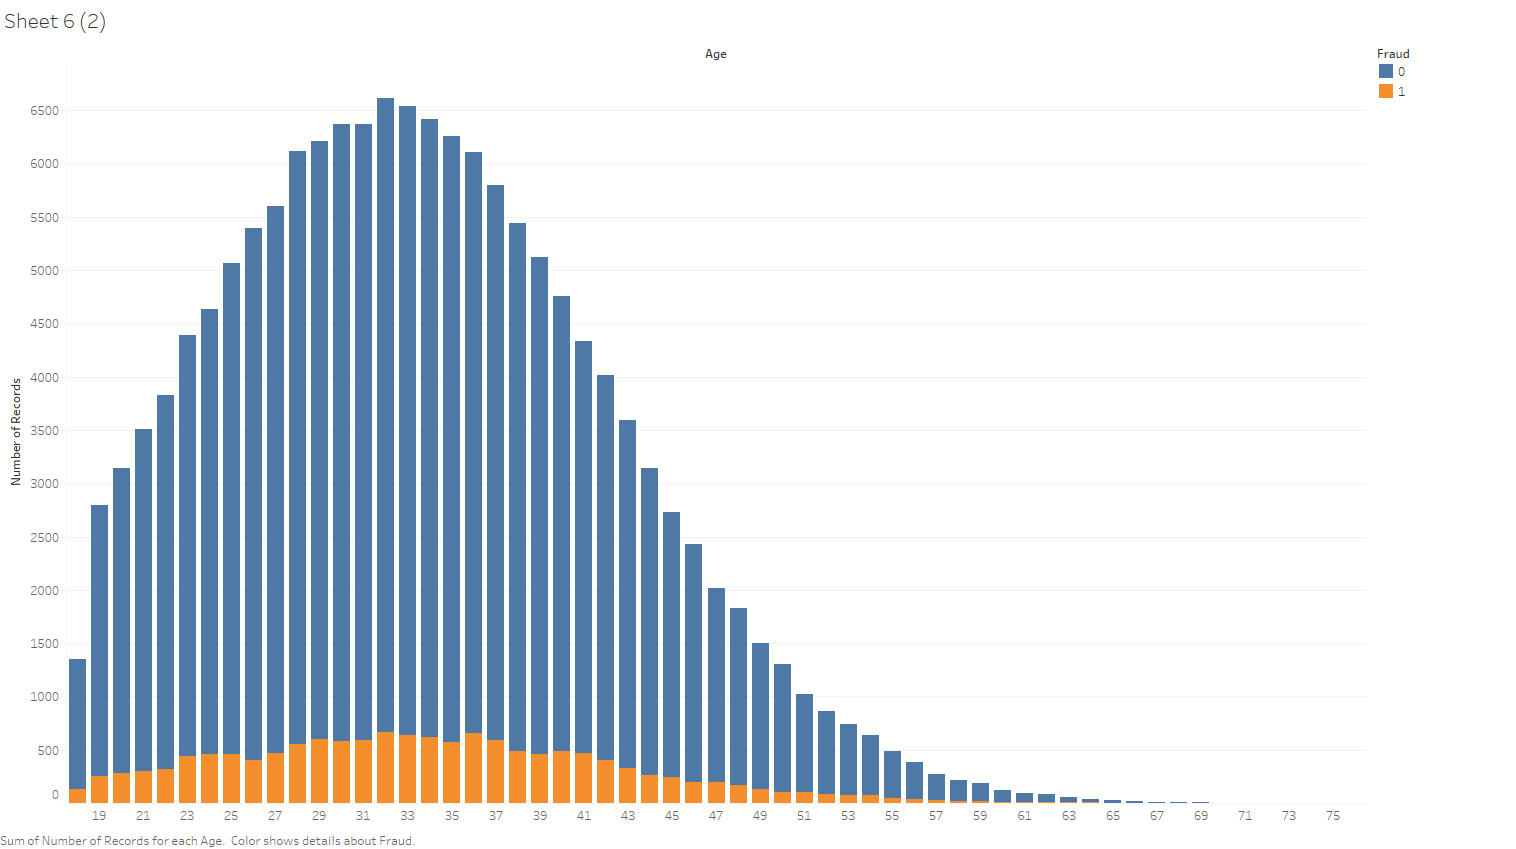 Sheet 6 (2)
Age
Fraud
0
1
6500
6000
5500
5000
4500
4000
3500
3000
2500
2000
1500
1000
500
0
Number of Records
19 21 23 25 27 29 31 33 35 37 39 41 43 45 47 49 51 53 55 57 59 61 63 65 67 69 71 73 75
Sum of Number of Records for each Age. Color shows details about Fraud.